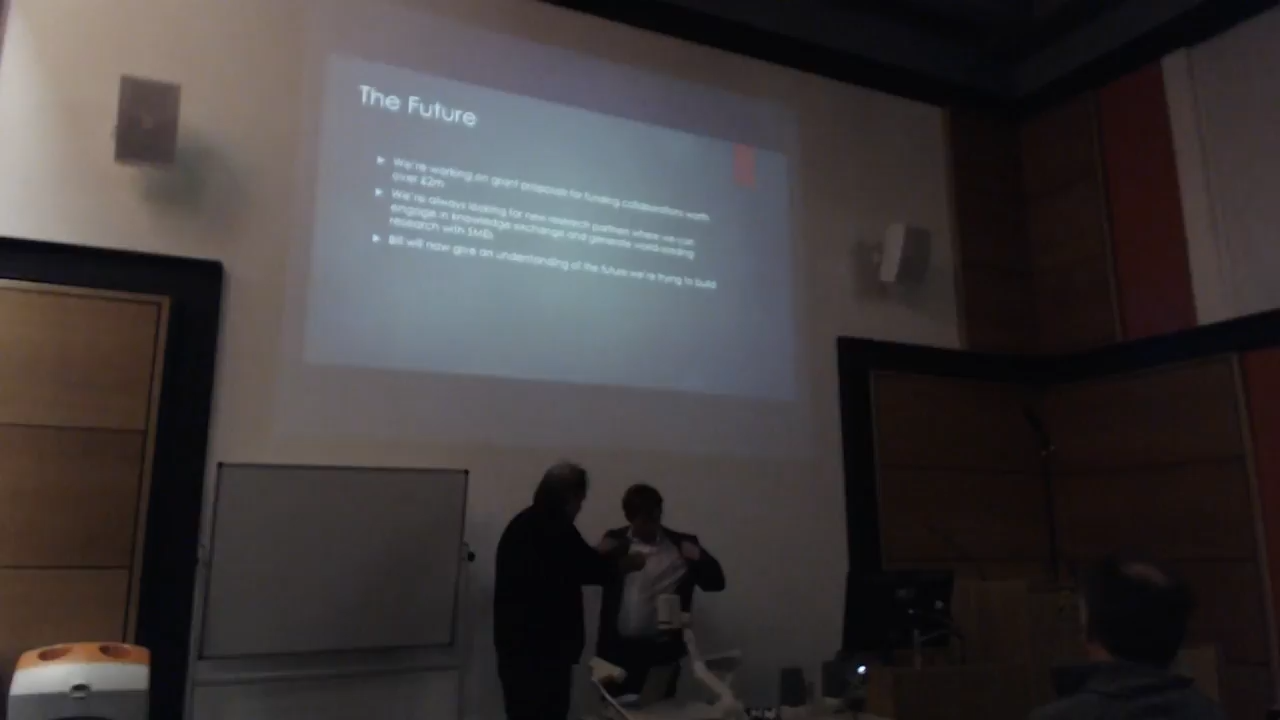 The Future
We're working on grant proposals for funding collaborations worth
over £2m
We're always looking for new research partners where we can
engage in knowledge exchange and generate world-leading
research with SMEs
Bill will now give an understanding of the future we're trying to build